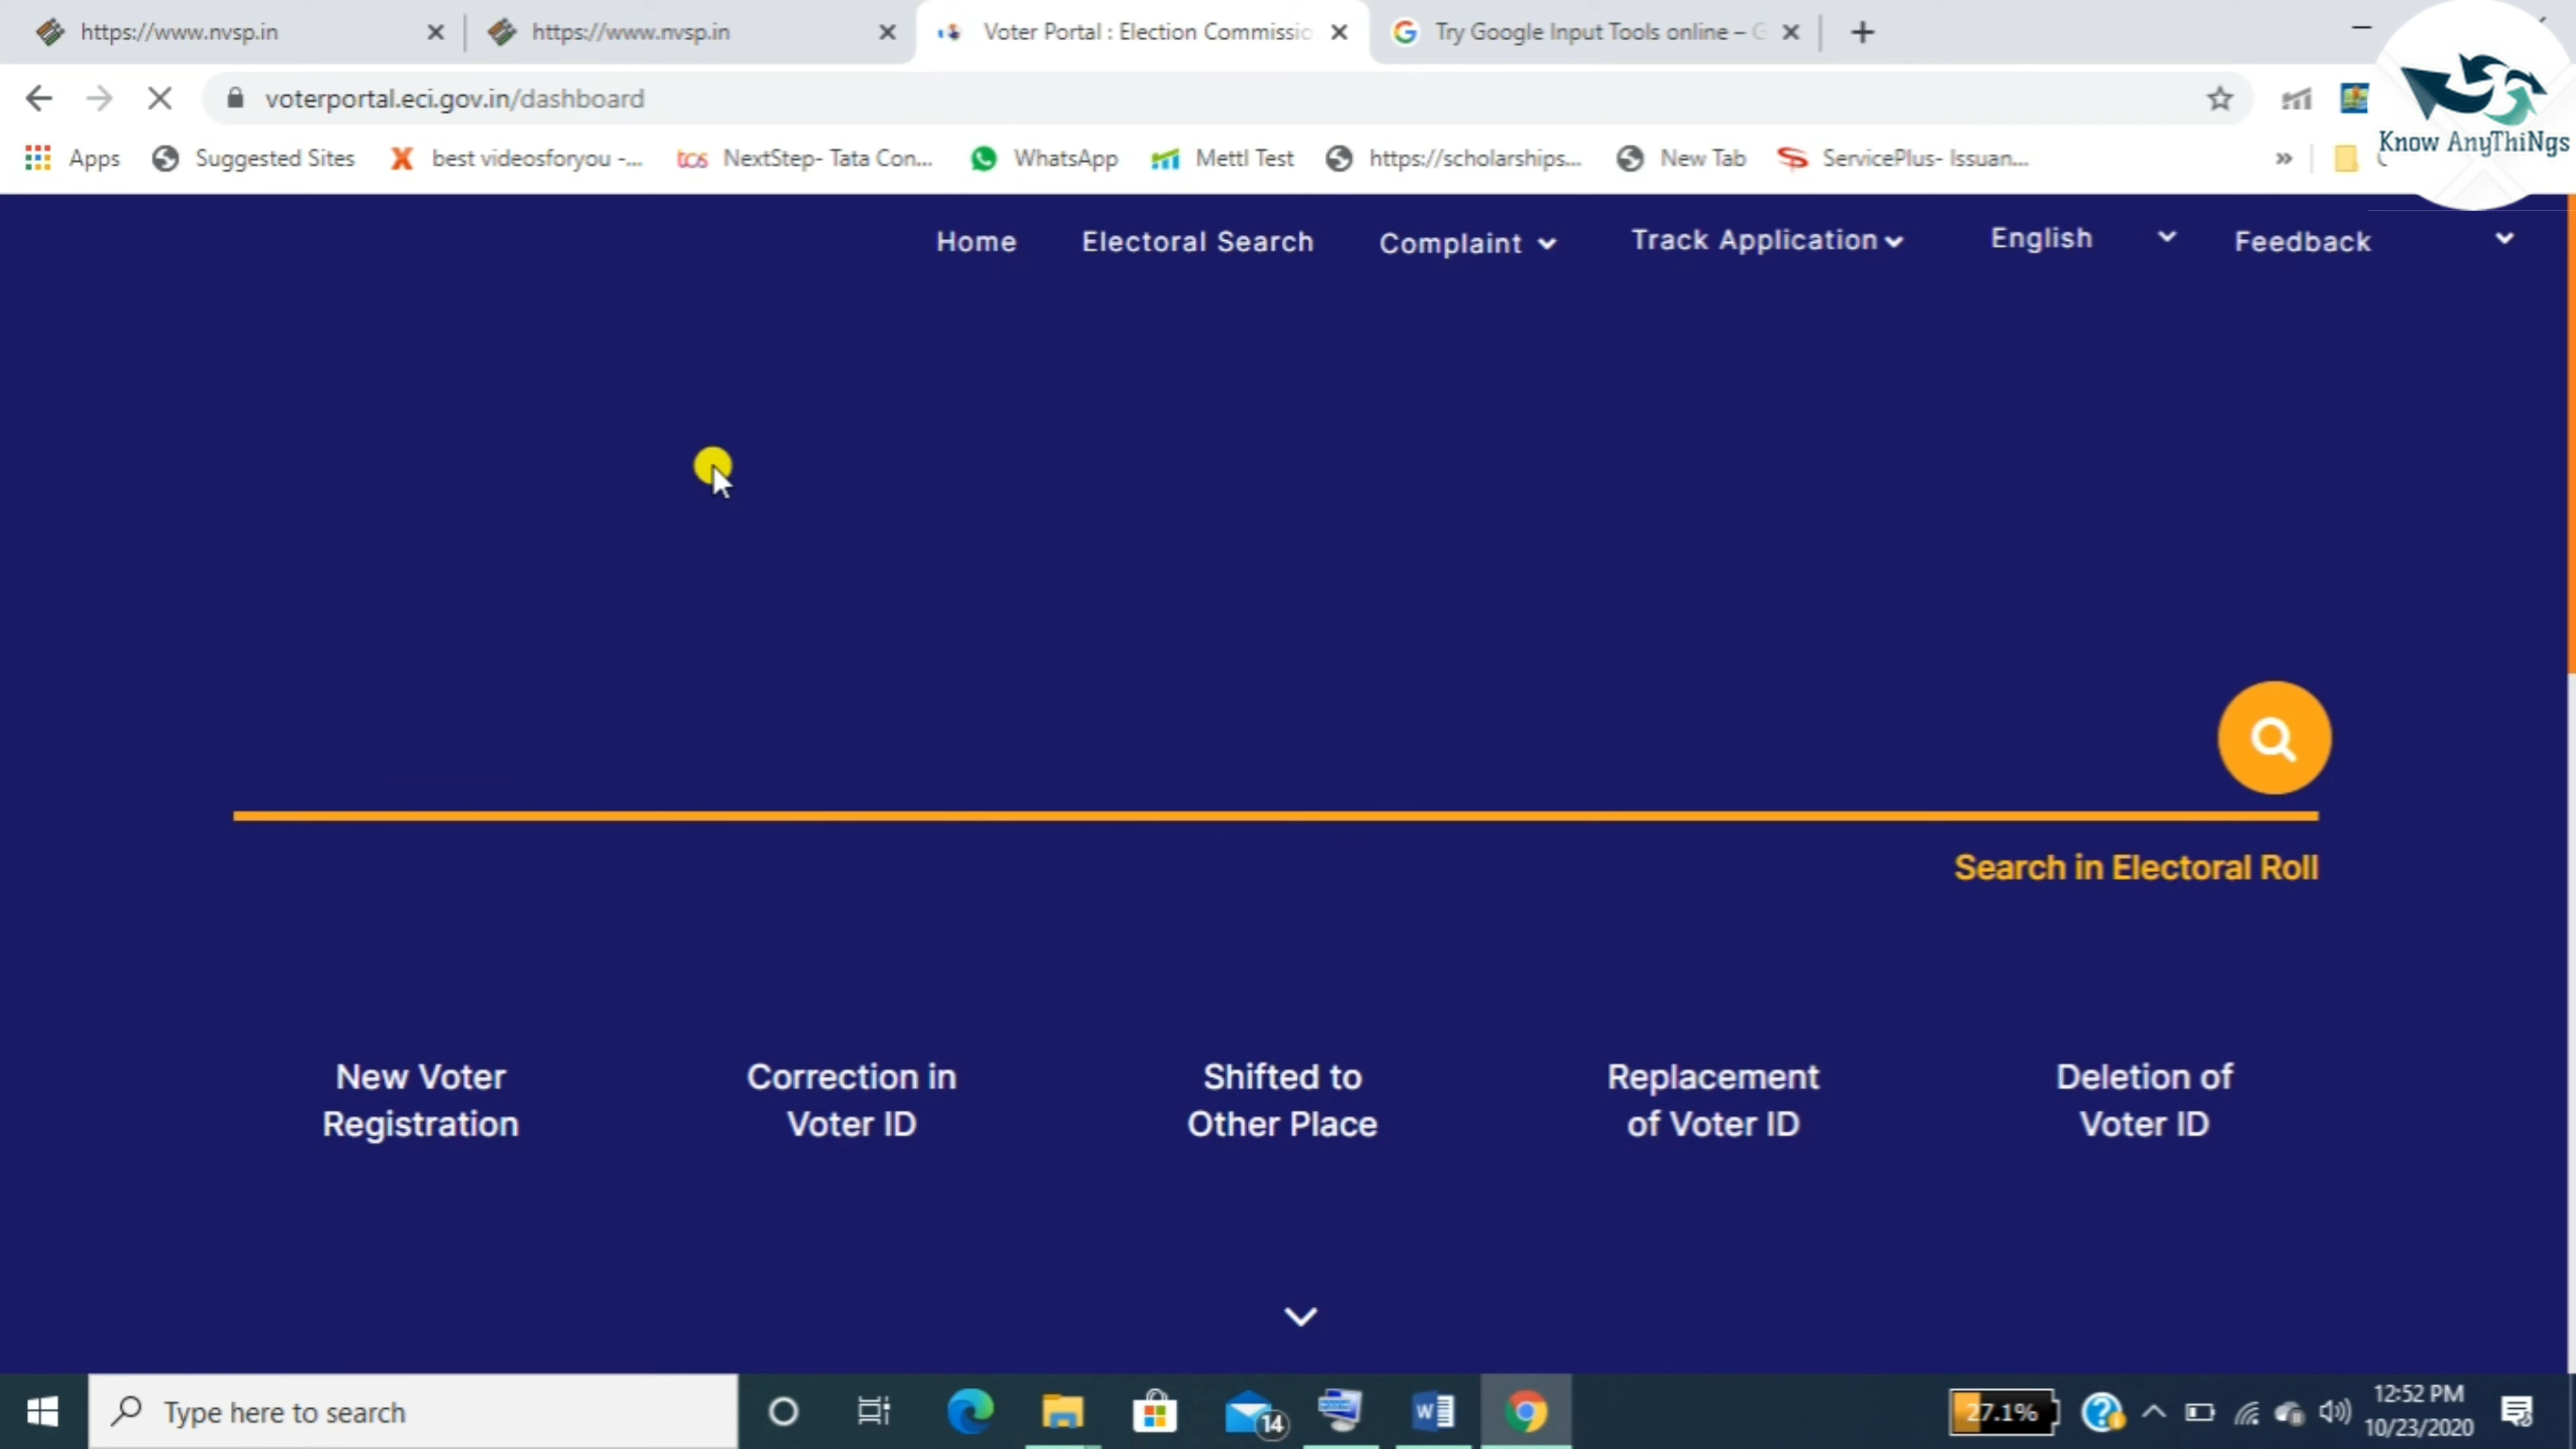 https://www.nvsp.in
https://www.nvsp.in
Voter Portal : Election Commissio
Try Google Input Tools online – G
voterportal.eci.gov.in/dashboard
Know AnyThiNgs
Apps
Suggested Sites
best videosforyou -...
tcs
NextStep- Tata Con...
WhatsApp
Mettl Test
https://scholarships...
New Tab
ServicePlus- Issuan...
»
Home
Electoral Search
Complaint
Track Application
English
Feedback
Search in Electoral Roll
New Voter
Registration
Correction in
Voter ID
Shifted to
Other Place
Replacement
of Voter ID
Deletion of
Voter ID
Type here to search
14
27.1%
12:52 PM
10/23/2020